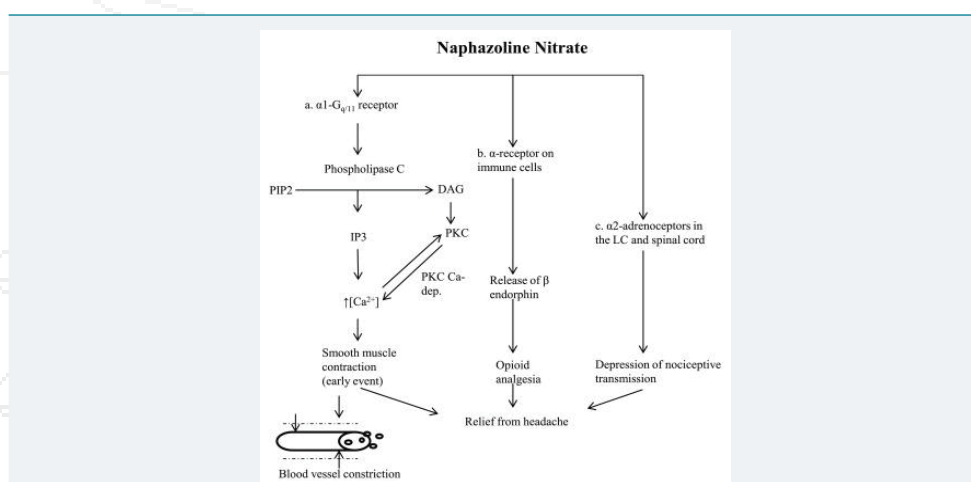 Naphazoline Nitrate
a. α1-Gq/11 receptor
b. α-receptor on
immune cells
Phospholipase C
PIP2
DAG
c. α2-adrenoceptors in
the LC and spinal cord
IP3
PKC
PKC Ca-
dep.
Release of β
endorphin
↑[Ca²⁺]
Smooth muscle
contraction
(early event)
Opioid
analgesia
Depression of nociceptive
transmission
Relief from headache
Blood vessel constriction